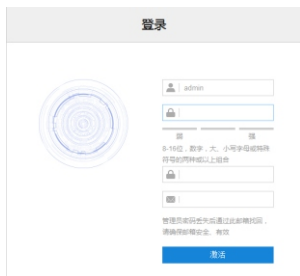 登录
admin
弱 强
8-16位，数字，大、小写字母或特殊
符号的两种或以上组合
管理员密码丢失后通过此邮箱找回，
请确保邮箱安全、有效
激活